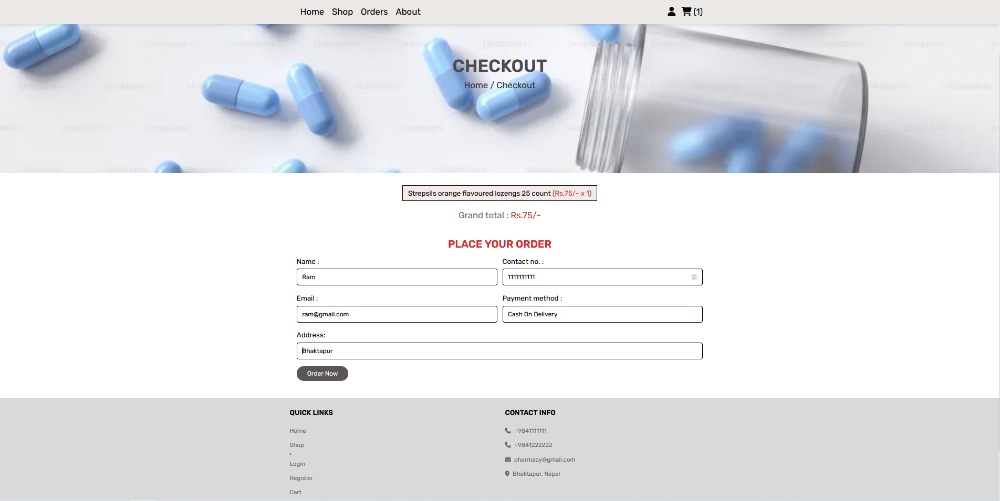 Home Shop Orders About (1)
CHECKOUT
Home / Checkout
Strepsils orange flavoured lozengs 25 count (Rs.75/- x 1)
Grand total : Rs.75/-
PLACE YOUR ORDER
Name :
Ram
Contact no. :
1111111111
Email :
ram@gmail.com
Payment method :
Cash On Delivery
Address:
Bhaktapur
Order Now
QUICK LINKS
Home
Shop
›
Login
Register
Cart
CONTACT INFO
+9841111111
+9841222222
pharmacy@gmail.com
Bhaktapur, Nepal